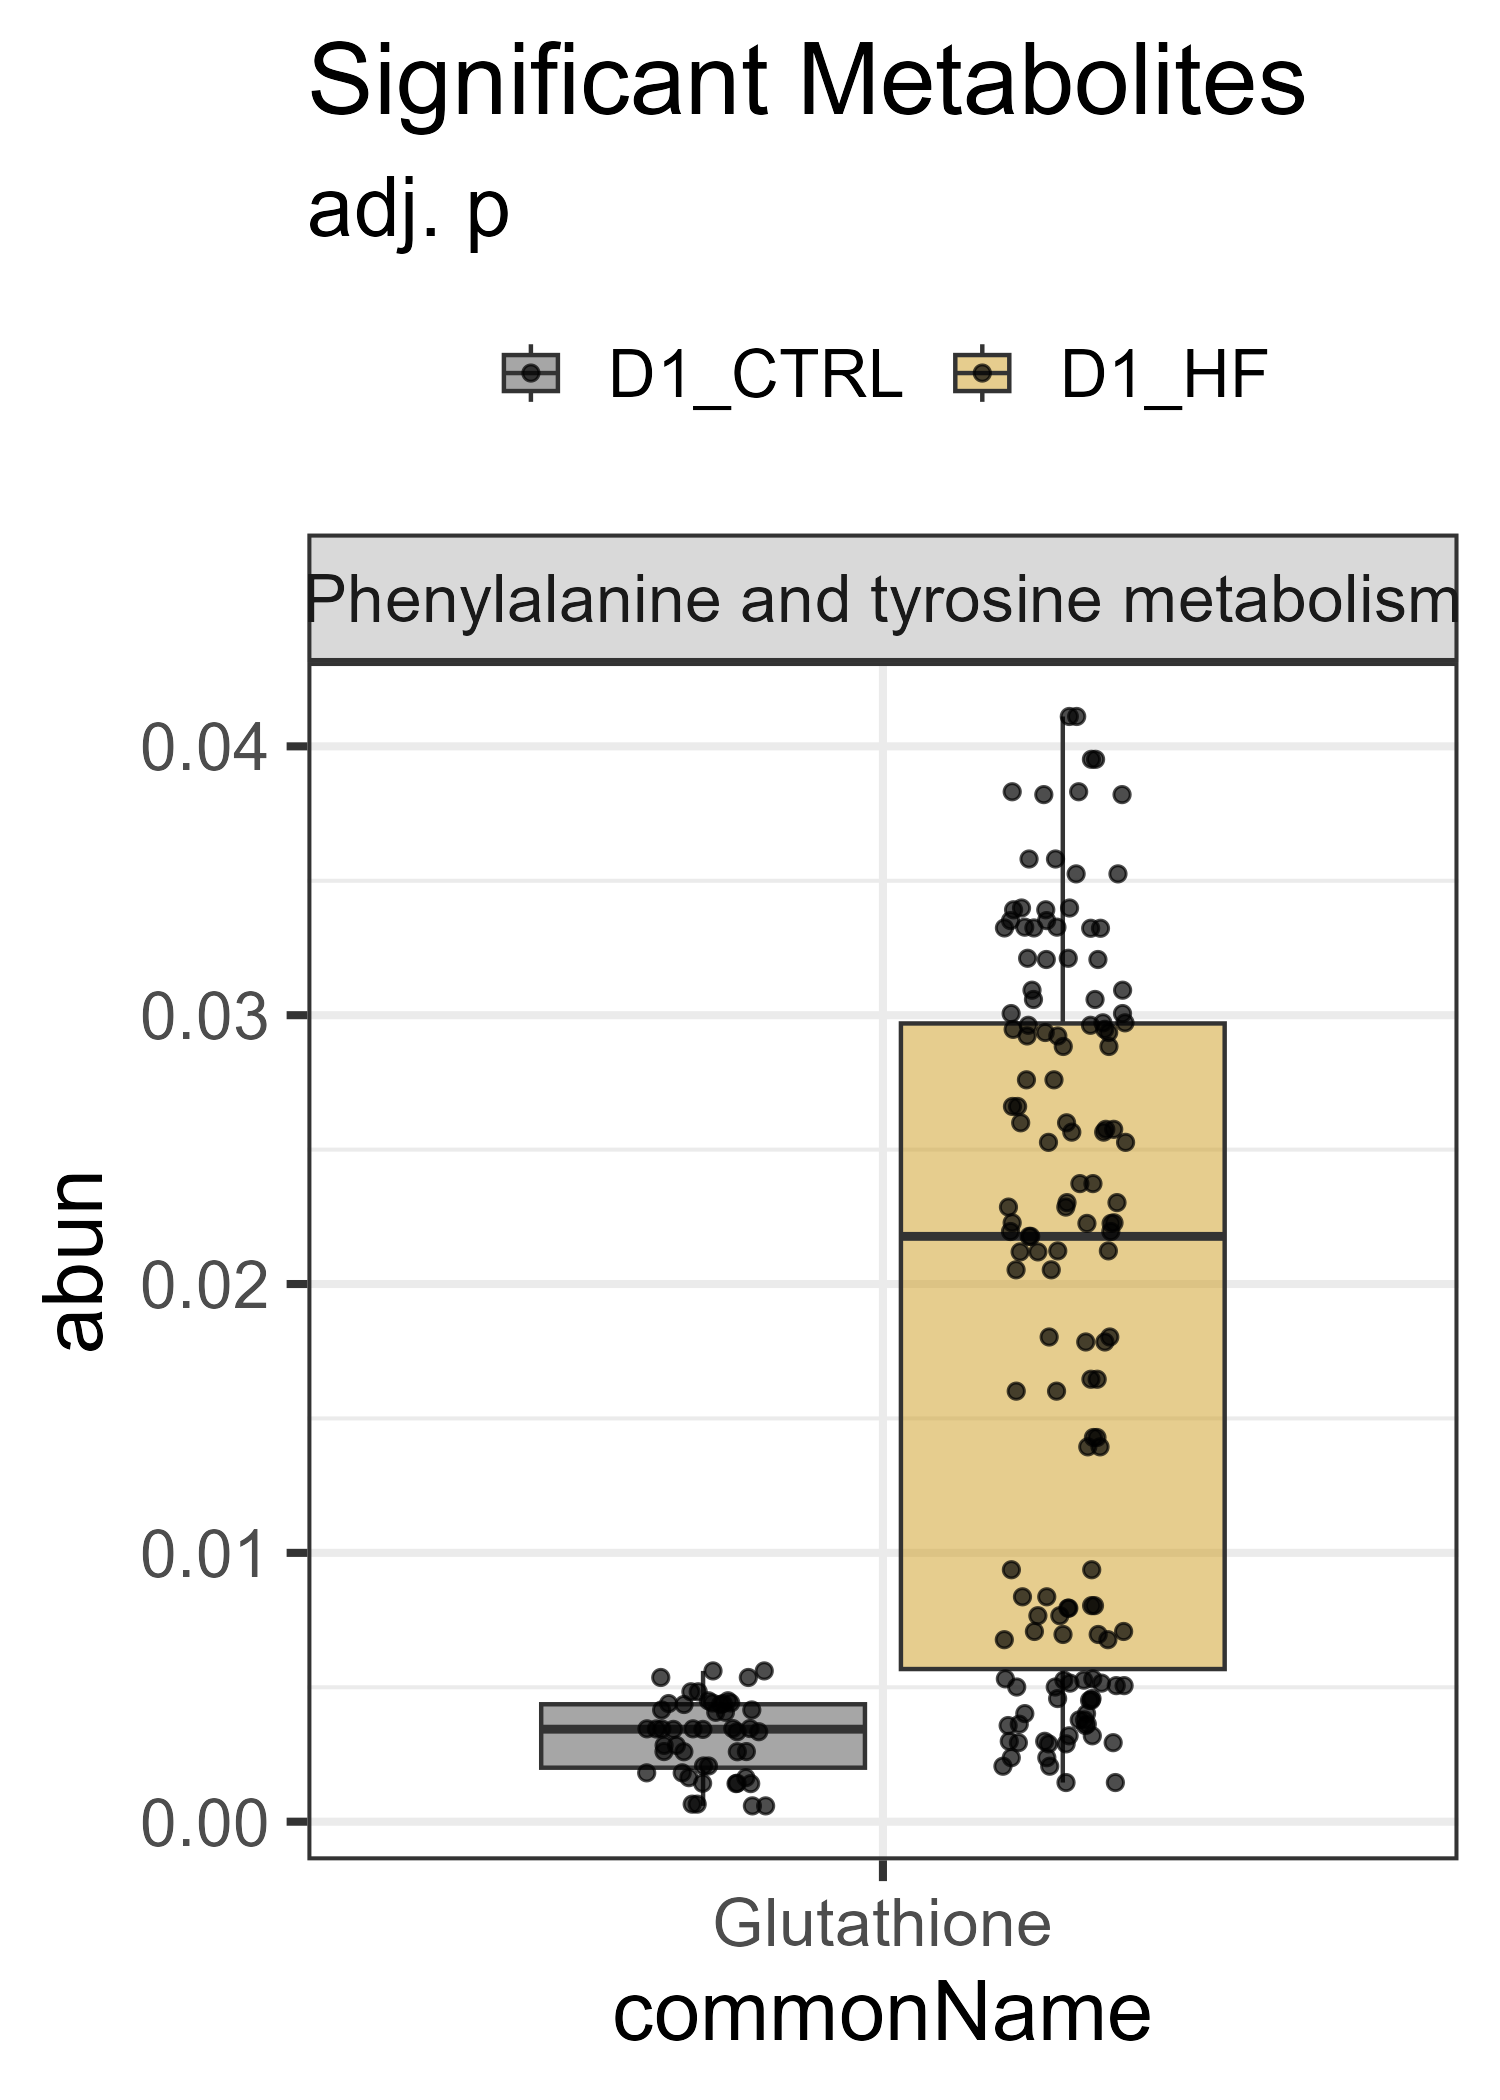 Significant Metabolites
adj. p
D1_CTRL D1_HF
Phenylalanine and tyrosine metabolism
0.04
0.03
0.02
0.01
0.00
abun
Glutathione
commonName